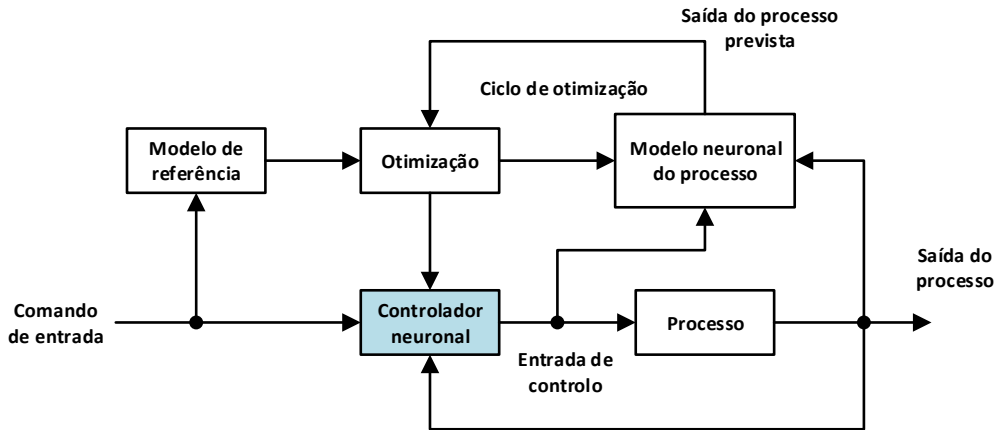 Saída do processo
prevista
Ciclo de otimização
Modelo de
referência
Otimização
Modelo neuronal
do processo
Saída do
processo
Comando
de entrada
Controlador
neuronal
Processo
Entrada de
controlo